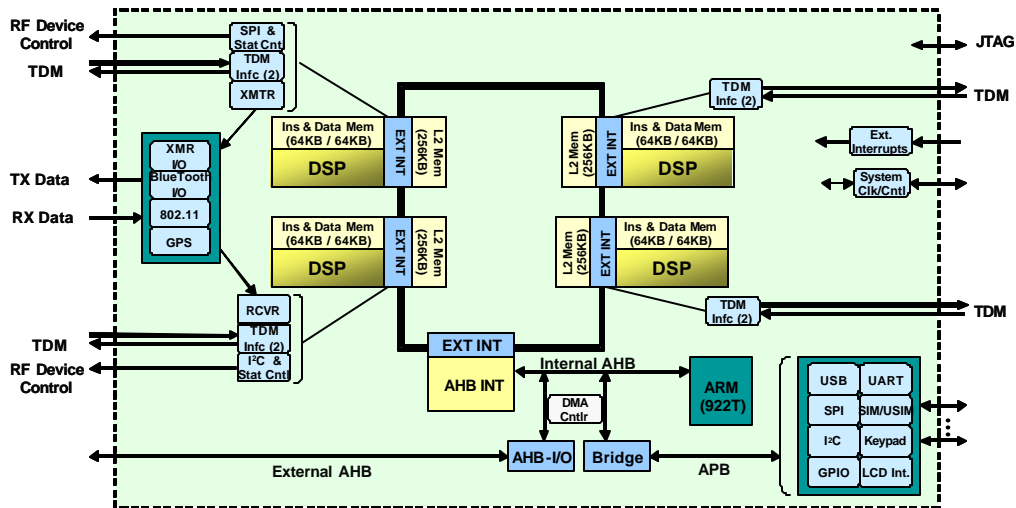 RF Device
Control
TDM
TX Data
RX Data
TDM
RF Device
Control
SPI &
Stat Cnt
TDM
Infc (2)
XMTR
XMR
I/O
BlueTooth
I/O
802.11
GPS
RCVR
TDM
Infc (2)
I²C &
Stat Cntl
Ins & Data Mem
(64KB / 64KB)
DSP
EXT INT
L2 Mem
(256KB)
Ins & Data Mem
(64KB / 64KB)
DSP
EXT INT
L2 Mem
(256KB)
L2 Mem
(256KB)
EXT INT
Ins & Data Mem
(64KB / 64KB)
DSP
L2 Mem
(256KB)
EXT INT
Ins & Data Mem
(64KB / 64KB)
DSP
TDM
Infc (2)
Ext.
Interrupts
System
Clk/Cntl
TDM
Infc (2)
JTAG
TDM
TDM
EXT INT
AHB INT
Internal AHB
DMA
Cntlr
ARM
(922T)
AHB-I/O
Bridge
External AHB
APB
USB
UART
SPI
SIM/USIM
I²C
Keypad
GPIO
LCD Int.